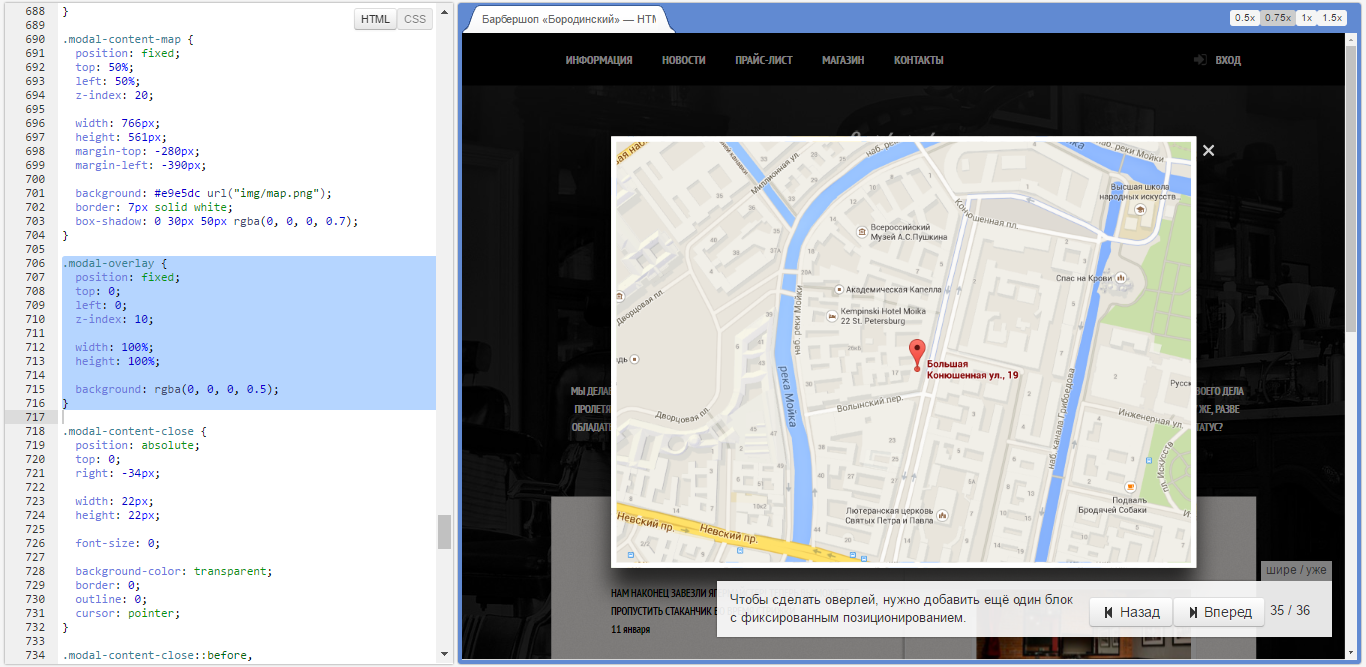 688 }
689
690 .modal-content-map {
691 position: fixed;
692 top: 50%;
693 left: 50%;
694 z-index: 20;
695
696 width: 766px;
697 height: 561px;
698 margin-top: -280px;
699 margin-left: -390px;
700
701 background: #e9e5dc url("img/map.png");
702 border: 7px solid white;
703 box-shadow: 0 30px 50px rgba(0, 0, 0, 0.7);
704 }
705
706 .modal-overlay {
707 position: fixed;
708 top: 0;
709 left: 0;
710 z-index: 10;
711
712 width: 100%;
713 height: 100%;
714
715 background: rgba(0, 0, 0, 0.5);
716 }
717
718 .modal-content-close {
719 position: absolute;
720 top: 0;
721 right: -34px;
722
723 width: 22px;
724 height: 22px;
725
726 font-size: 0;
727
728 background-color: transparent;
729 border: 0;
730 outline: 0;
731 cursor: pointer;
732 }
733
734 .modal-content-close::before,
HTML CSS
Барбершоп «Бородинский» — HTM
0.5x 0.75x 1x 1.5x
ИНФОРМАЦИЯ НОВОСТИ ПРАЙС-ЛИСТ МАГАЗИН КОНТАКТЫ ВХОД
Миллионная ул.
наб. реки Мойки
наб. реки Мойки
Высшая школа
народных искусств...
Конюшенная пл.
Всероссийский
Музей А.С.Пушкина
Спас на Крови
Академическая Капелла
Kempinski Hotel Moika
22 St. Petersburg
Дворцовая пл.
наб. реки Мойки
река Мойка
Большая
Конюшенная ул., 19
Волынский пер.
Дворцовая пл.
наб. канала Грибоедова
Русск
Инженерная ул.
Подвалъ
Бродячей Собаки
Лютеранская церковь
Святых Петра и Павла
Невский пр.
Невский пр.
МЫ ДЕЛАЕ
ВОЕГО ДЕЛА
ПРОЛЕТЯ
ЖЕ, РАЗВЕ
ОБЛАДАТЬ
ТАТУС?
НАМ НАКОНЕЦ ЗАВЕЗЛИ ЯГ
ПРОПУСТИТЬ СТАКАНЧИК
11 января
шире / уже
Чтобы сделать оверлей, нужно добавить ещё один блок
с фиксированным позиционированием.
Назад Вперед 35 / 36